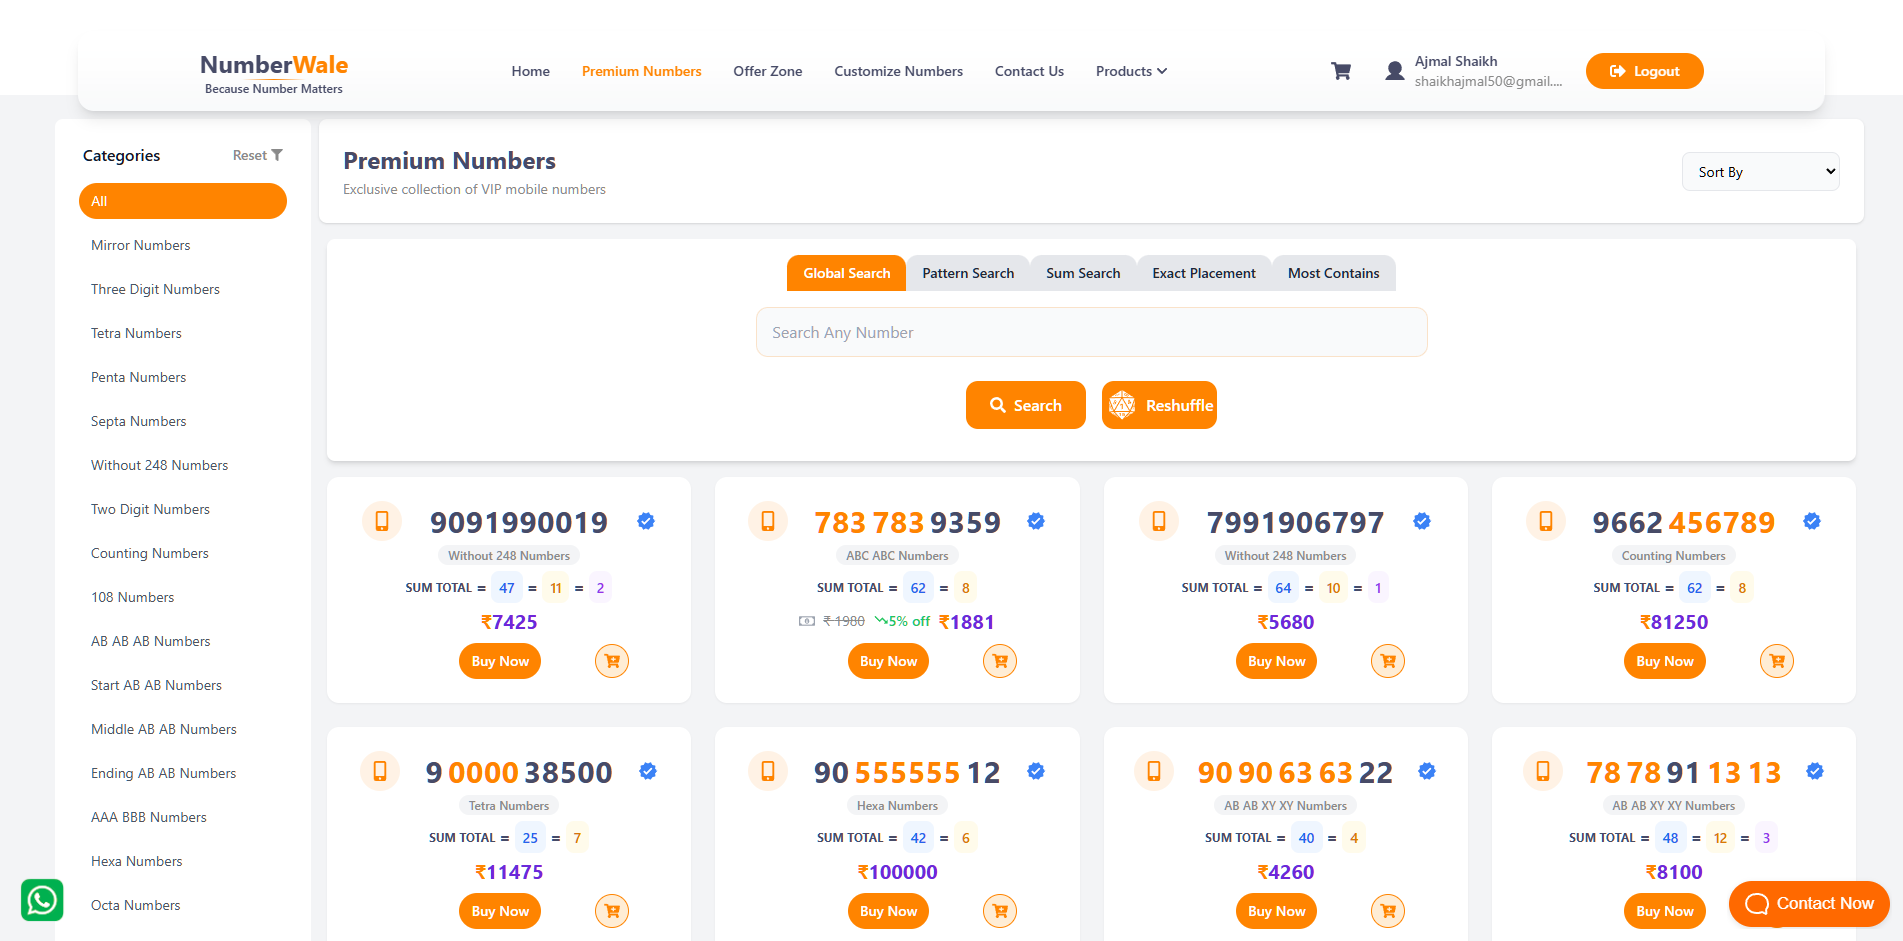 NumberWale
Because Number Matters
Home Premium Numbers Offer Zone Customize Numbers Contact Us Products
Ajmal Shaikh
shaikhajmal50@gmail....
Logout
Categories Reset
All
Mirror Numbers
Three Digit Numbers
Tetra Numbers
Penta Numbers
Septa Numbers
Without 248 Numbers
Two Digit Numbers
Counting Numbers
108 Numbers
AB AB AB Numbers
Start AB AB Numbers
Middle AB AB Numbers
Ending AB AB Numbers
AAA BBB Numbers
Hexa Numbers
Octa Numbers
Premium Numbers
Exclusive collection of VIP mobile numbers
Sort By
Global Search Pattern Search Sum Search Exact Placement Most Contains
Search Any Number
Search Reshuffle
9091990019
Without 248 Numbers
SUM TOTAL = 47 = 11 = 2
₹7425
Buy Now
783 783 9359
ABC ABC Numbers
SUM TOTAL = 62 = 8
₹ 1980 5% off ₹1881
Buy Now
7991906797
Without 248 Numbers
SUM TOTAL = 64 = 10 = 1
₹5680
Buy Now
9662 456789
Counting Numbers
SUM TOTAL = 62 = 8
₹81250
Buy Now
9 0000 38500
Tetra Numbers
SUM TOTAL = 25 = 7
₹11475
Buy Now
90 555555 12
Hexa Numbers
SUM TOTAL = 42 = 6
₹100000
Buy Now
90 90 63 63 22
AB AB XY XY Numbers
SUM TOTAL = 40 = 4
₹4260
Buy Now
78 78 91 13 13
AB AB XY XY Numbers
SUM TOTAL = 48 = 12 = 3
₹8100
Buy Now
Contact Now